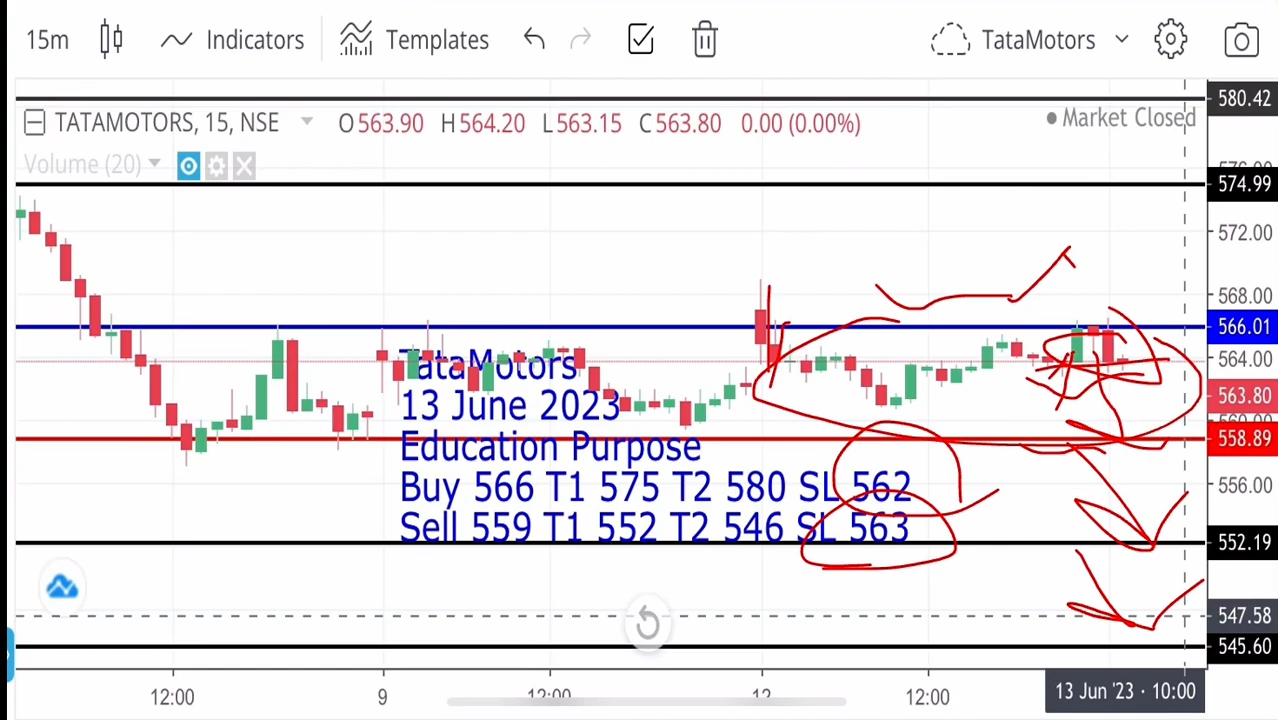 15m Indicators Templates TataMotors
TATAMOTORS, 15, NSE O563.90 H564.20 L563.15 C563.80 0.00 (0.00%)
Market Closed
Volume (20)
580.42
576.00
574.99
572.00
568.00
566.01
564.00
563.80
560.00
558.89
556.00
552.19
547.58
545.60
TataMotors
13 June 2023
Education Purpose
Buy 566 T1 575 T2 580 SL 562
Sell 559 T1 552 T2 546 SL 563
12:00 9 12:00 12 12:00 13 Jun '23 · 10:00